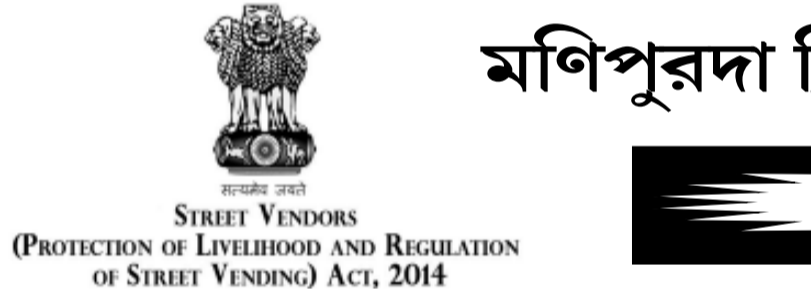 सत्यमेव जयते
STREET VENDORS
(PROTECTION OF LIVELIHOOD AND REGULATION
OF STREET VENDING) ACT, 2014
মণিপুরদা